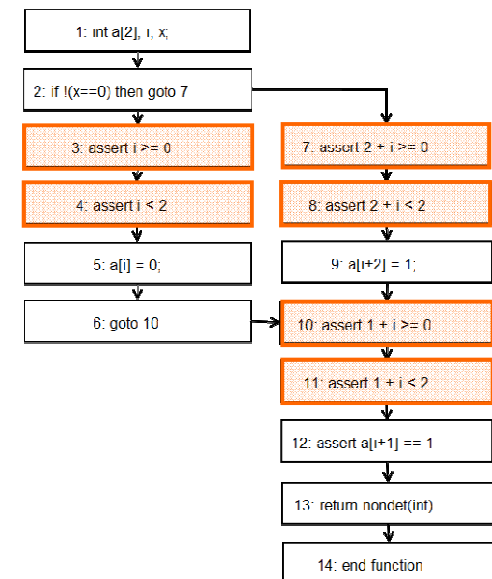 1: int a[2], i, x;
2: if !(x==0) then goto 7
3: assert i >= 0
4: assert i < 2
5: a[i] = 0;
6: goto 10
7: assert 2 + i >= 0
8: assert 2 + i < 2
9: a[i+2] = 1;
10: assert 1 + i >= 0
11: assert 1 + i < 2
12: assert a[i+1] == 1
13: return nondet(int)
14: end function